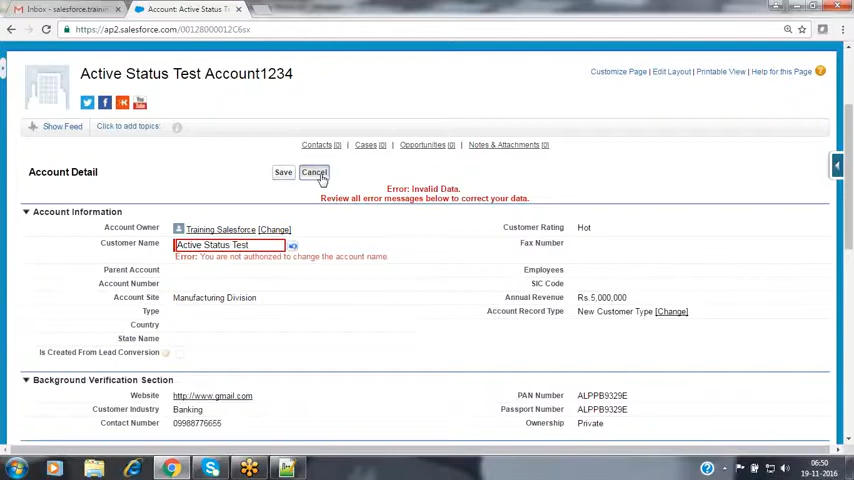 Inbox - salesforce.trainin
Account: Active Status Te
https://ap2.salesforce.com/00128000012C6sx
Active Status Test Account1234
Customize Page | Edit Layout | Printable View | Help for this Page
You Tube
Show Feed Click to add topics:
Contacts [0] Cases [0] Opportunities [0] Notes & Attachments [0]
Account Detail Save Cancel
Error: Invalid Data.
Review all error messages below to correct your data.
Account Information
Account Owner Training Salesforce [Change] Customer Rating Hot
Customer Name Active Status Test Fax Number
Error: You are not authorized to change the account name.
Parent Account Employees
Account Number SIC Code
Account Site Manufacturing Division Annual Revenue Rs.5,000,000
Type Account Record Type New Customer Type [Change]
Country
State Name
Is Created From Lead Conversion
Background Verification Section
Website http://www.gmail.com PAN Number ALPPB9329E
Customer Industry Banking Passport Number ALPPB9329E
Contact Number 09988776655 Ownership Private
06:50
19-11-2016